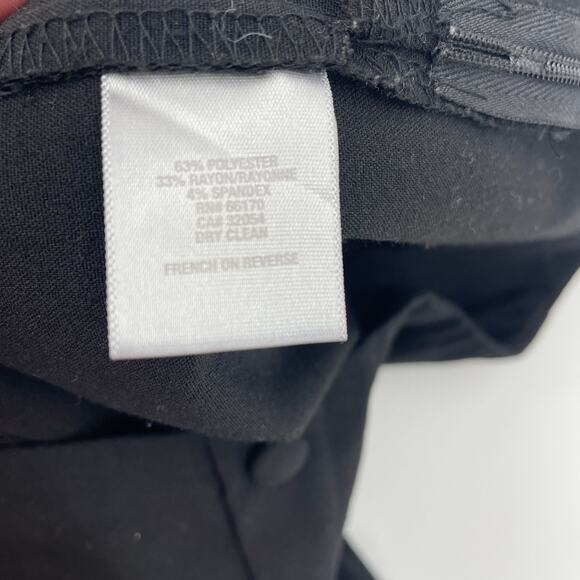 63% POLYESTER
33% RAYON/RAYONNE
4% SPANDEX
RN# 66170
CA# 32054
DRY CLEAN
FRENCH ON REVERSE